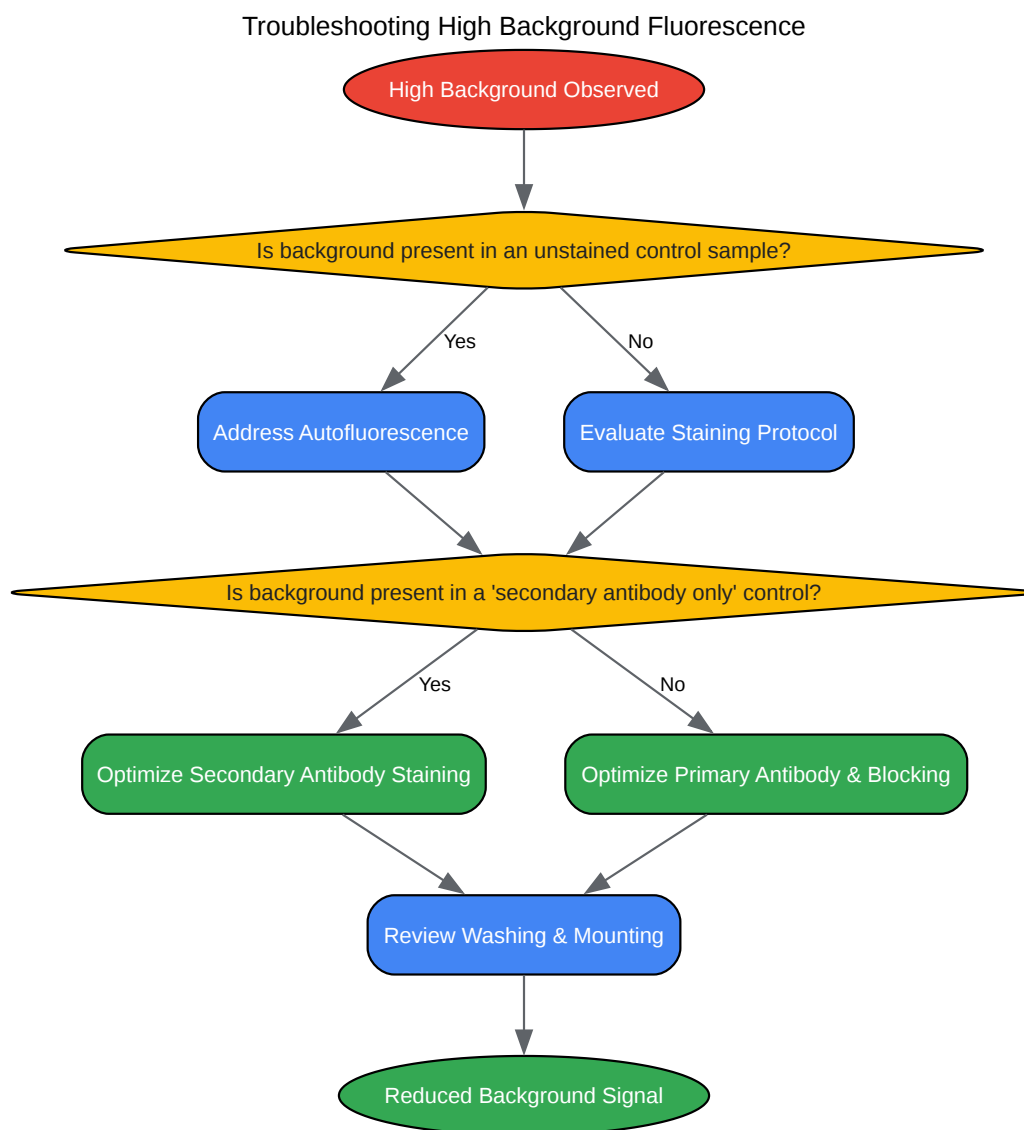 Troubleshooting High Background Fluorescence
High Background Observed
Is background present in an unstained control sample?
Yes
No
Address Autofluorescence
Evaluate Staining Protocol
Is background present in a 'secondary antibody only' control?
Yes
No
Optimize Secondary Antibody Staining
Optimize Primary Antibody & Blocking
Review Washing & Mounting
Reduced Background Signal